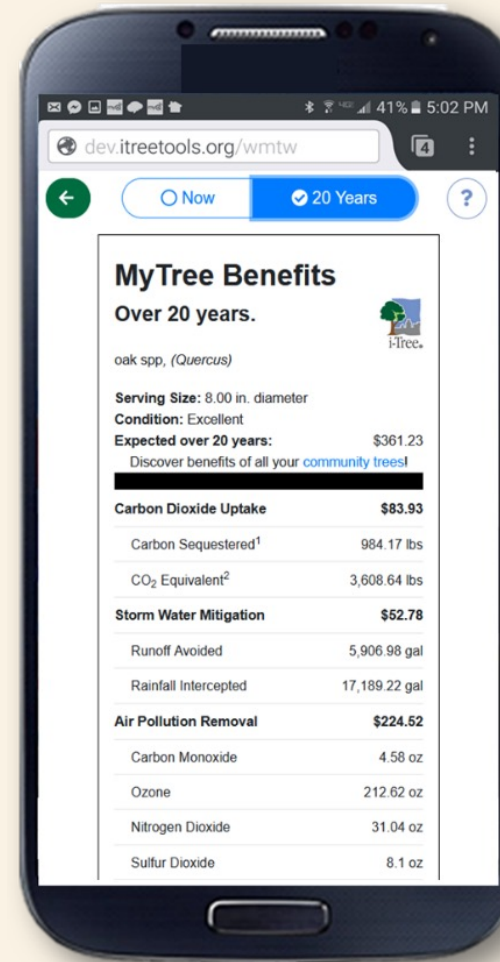 41% 5:02 PM
dev.itreetools.org/wmtw
4
Now
20 Years
?
MyTree Benefits
Over 20 years.
i-Tree®
oak spp, (Quercus)
Serving Size: 8.00 in. diameter
Condition: Excellent
Expected over 20 years: $361.23
Discover benefits of all your community trees!
Carbon Dioxide Uptake $83.93
Carbon Sequestered¹ 984.17 lbs
CO₂ Equivalent² 3,608.64 lbs
Storm Water Mitigation $52.78
Runoff Avoided 5,906.98 gal
Rainfall Intercepted 17,189.22 gal
Air Pollution Removal $224.52
Carbon Monoxide 4.58 oz
Ozone 212.62 oz
Nitrogen Dioxide 31.04 oz
Sulfur Dioxide 8.1 oz